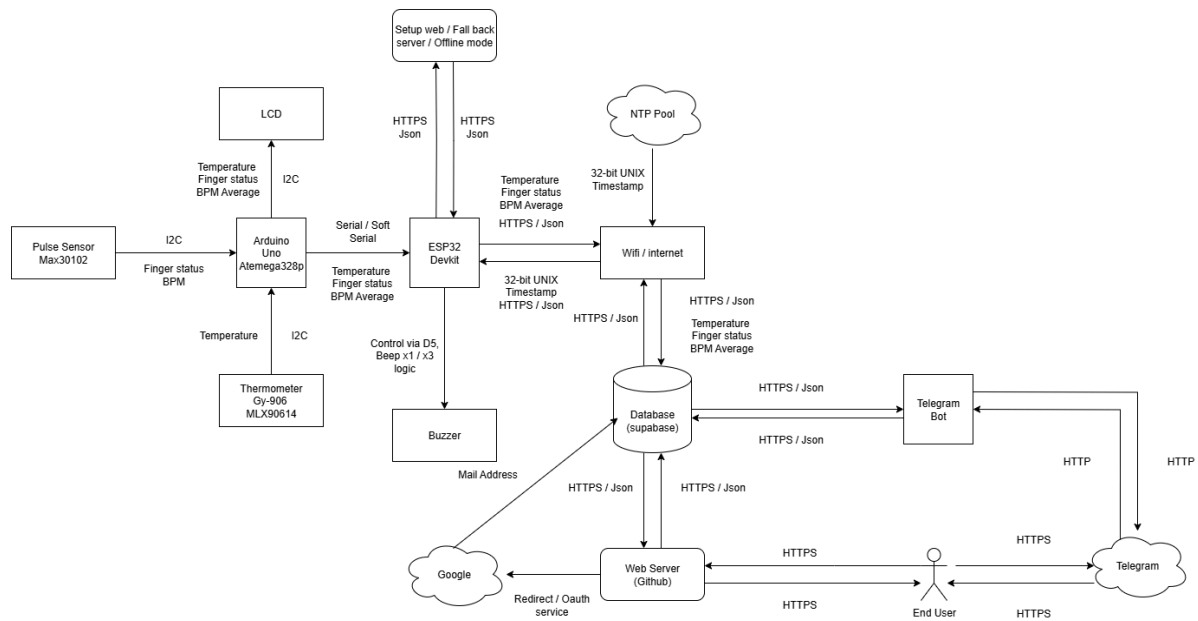 Setup web / Fall back
server / Offline mode
HTTPS
Json
HTTPS
Json
LCD
NTP Pool
Temperature
Finger status
BPM Average
I2C
32-bit UNIX
Timestamp
Temperature
Finger status
BPM Average
HTTPS / Json
Pulse Sensor
Max30102
I2C
Finger status
BPM
Arduino
Uno
Atemega328p
Serial / Soft
Serial
Temperature
Finger status
BPM Average
ESP32
Devkit
Wifi / internet
32-bit UNIX
Timestamp
HTTPS / Json
HTTPS / Json
HTTPS / Json
Temperature
Finger status
BPM Average
Temperature
I2C
Control via D5,
Beep x1 / x3
logic
Thermometer
Gy-906
MLX90614
Buzzer
Database
(supabase)
HTTPS / Json
HTTPS / Json
Telegram
Bot
Mail Address
HTTPS / Json
HTTPS / Json
HTTP
HTTP
Google
Redirect / Oauth
service
Web Server
(Github)
HTTPS
HTTPS
End User
HTTPS
HTTPS
Telegram